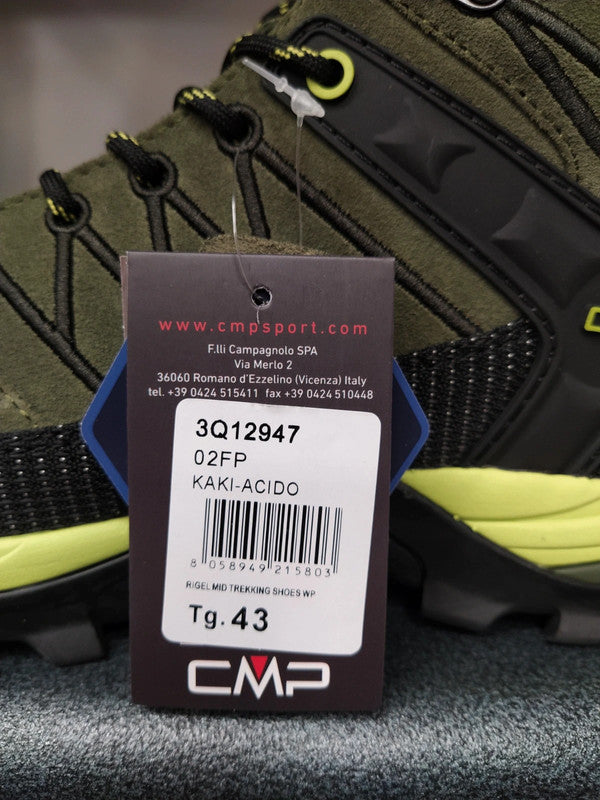 www.cmpsport.com
F.lli Campagnolo SPA
Via Merlo 2
36060 Romano d'Ezzelino (Vicenza) Italy
tel. +39 0424 515411 fax +39 0424 510448
3Q12947
02FP
KAKI-ACIDO
8 058949 215803
RIGEL MID TREKKING SHOES WP
Tg. 43
CMP